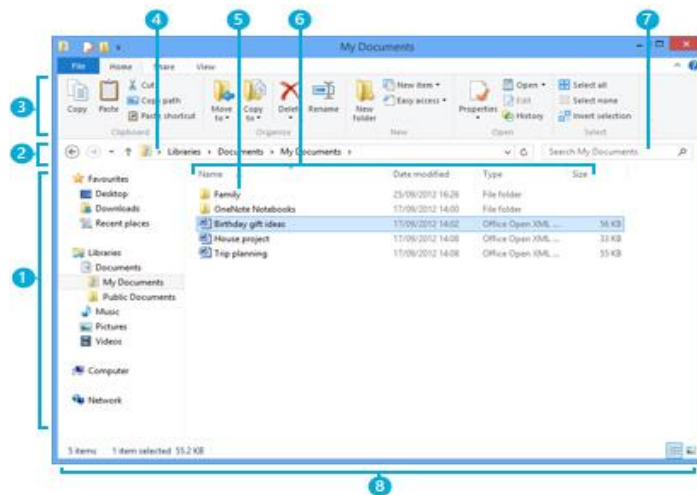 4 5 6 7
My Documents
File Home Share View
3
Copy Paste Cut Copy path Paste shortcut Move to Copy to Delete Rename New folder New item Easy access Properties Open Edit History Select all Select none Invert selection
Clipboard Organize New Open Select
2
Libraries Documents My Documents Search My Documents
1
Name Date modified Type Size
Favourites
Desktop
Downloads
Recent places
Libraries
Documents
My Documents
Public Documents
Music
Pictures
Videos
Computer
Network
Family 25/09/2012 16:26 File folder
OneNote Notebooks 17/09/2012 14:00 File folder
Birthday gift ideas 17/09/2012 14:02 Office Open XML ... 56 KB
House project 17/09/2012 14:08 Office Open XML ... 33 KB
Trip planning 17/09/2012 14:08 Office Open XML ... 55 KB
5 items 1 item selected 55.2 KB
8